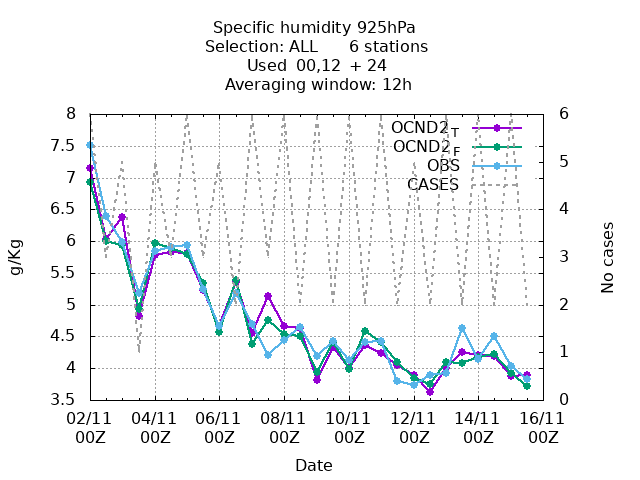 Specific humidity 925hPa
Selection: ALL 6 stations
Used 00,12 + 24
Averaging window: 12h
OCND2_T
OCND2_F
OBS
CASES
g/Kg
8
7.5
7
6.5
6
5.5
5
4.5
4
3.5
6
5
4
3
2
1
0
No cases
02/11 04/11 06/11 08/11 10/11 12/11 14/11 16/11
00Z 00Z 00Z 00Z 00Z 00Z 00Z 00Z
Date